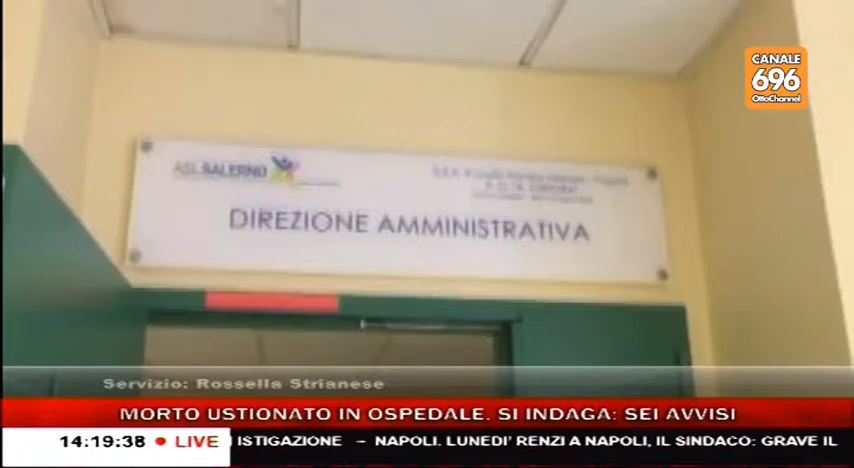 CANALE
696
OttoChannel
ASL SALERNO
DIREZIONE AMMINISTRATIVA
Servizio: Rossella Strianese
MORTO USTIONATO IN OSPEDALE. SI INDAGA: SEI AVVISI
14:19:38 LIVE ISTIGAZIONE – NAPOLI. LUNEDI' RENZI A NAPOLI, IL SINDACO: GRAVE IL